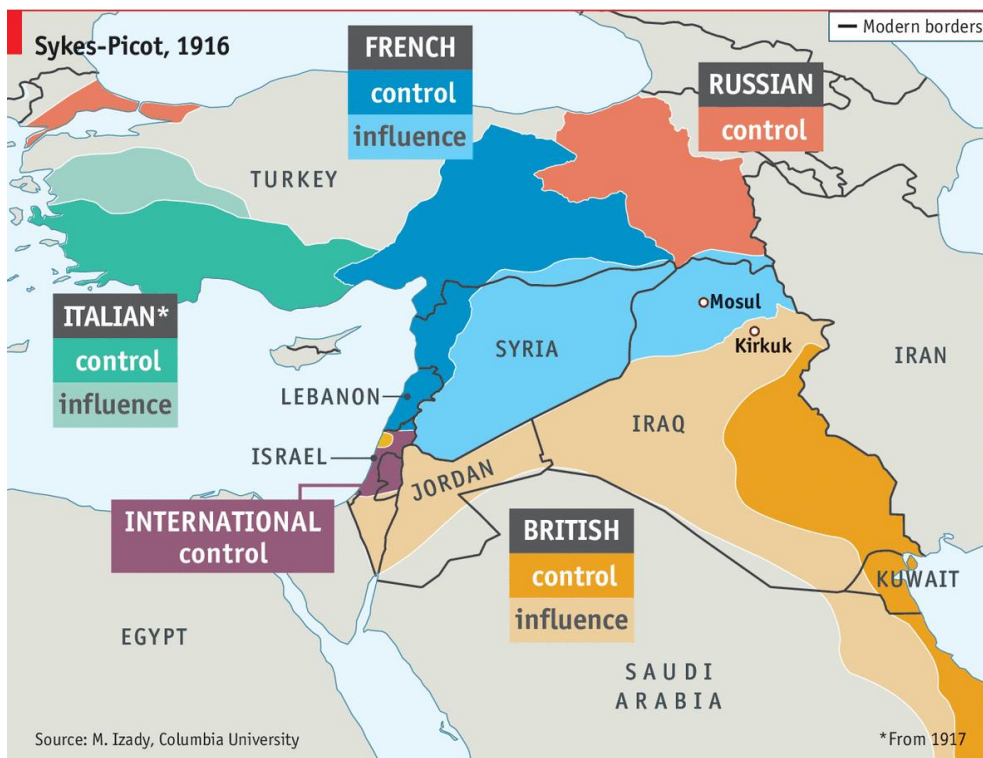 Sykes-Picot, 1916
Modern borders
FRENCH
control
influence
RUSSIAN
control
TURKEY
ITALIAN*
control
influence
Mosul
Kirkuk
SYRIA
IRAN
LEBANON
IRAQ
ISRAEL
JORDAN
INTERNATIONAL
control
BRITISH
control
influence
KUWAIT
EGYPT
SAUDI
ARABIA
Source: M. Izady, Columbia University
*From 1917